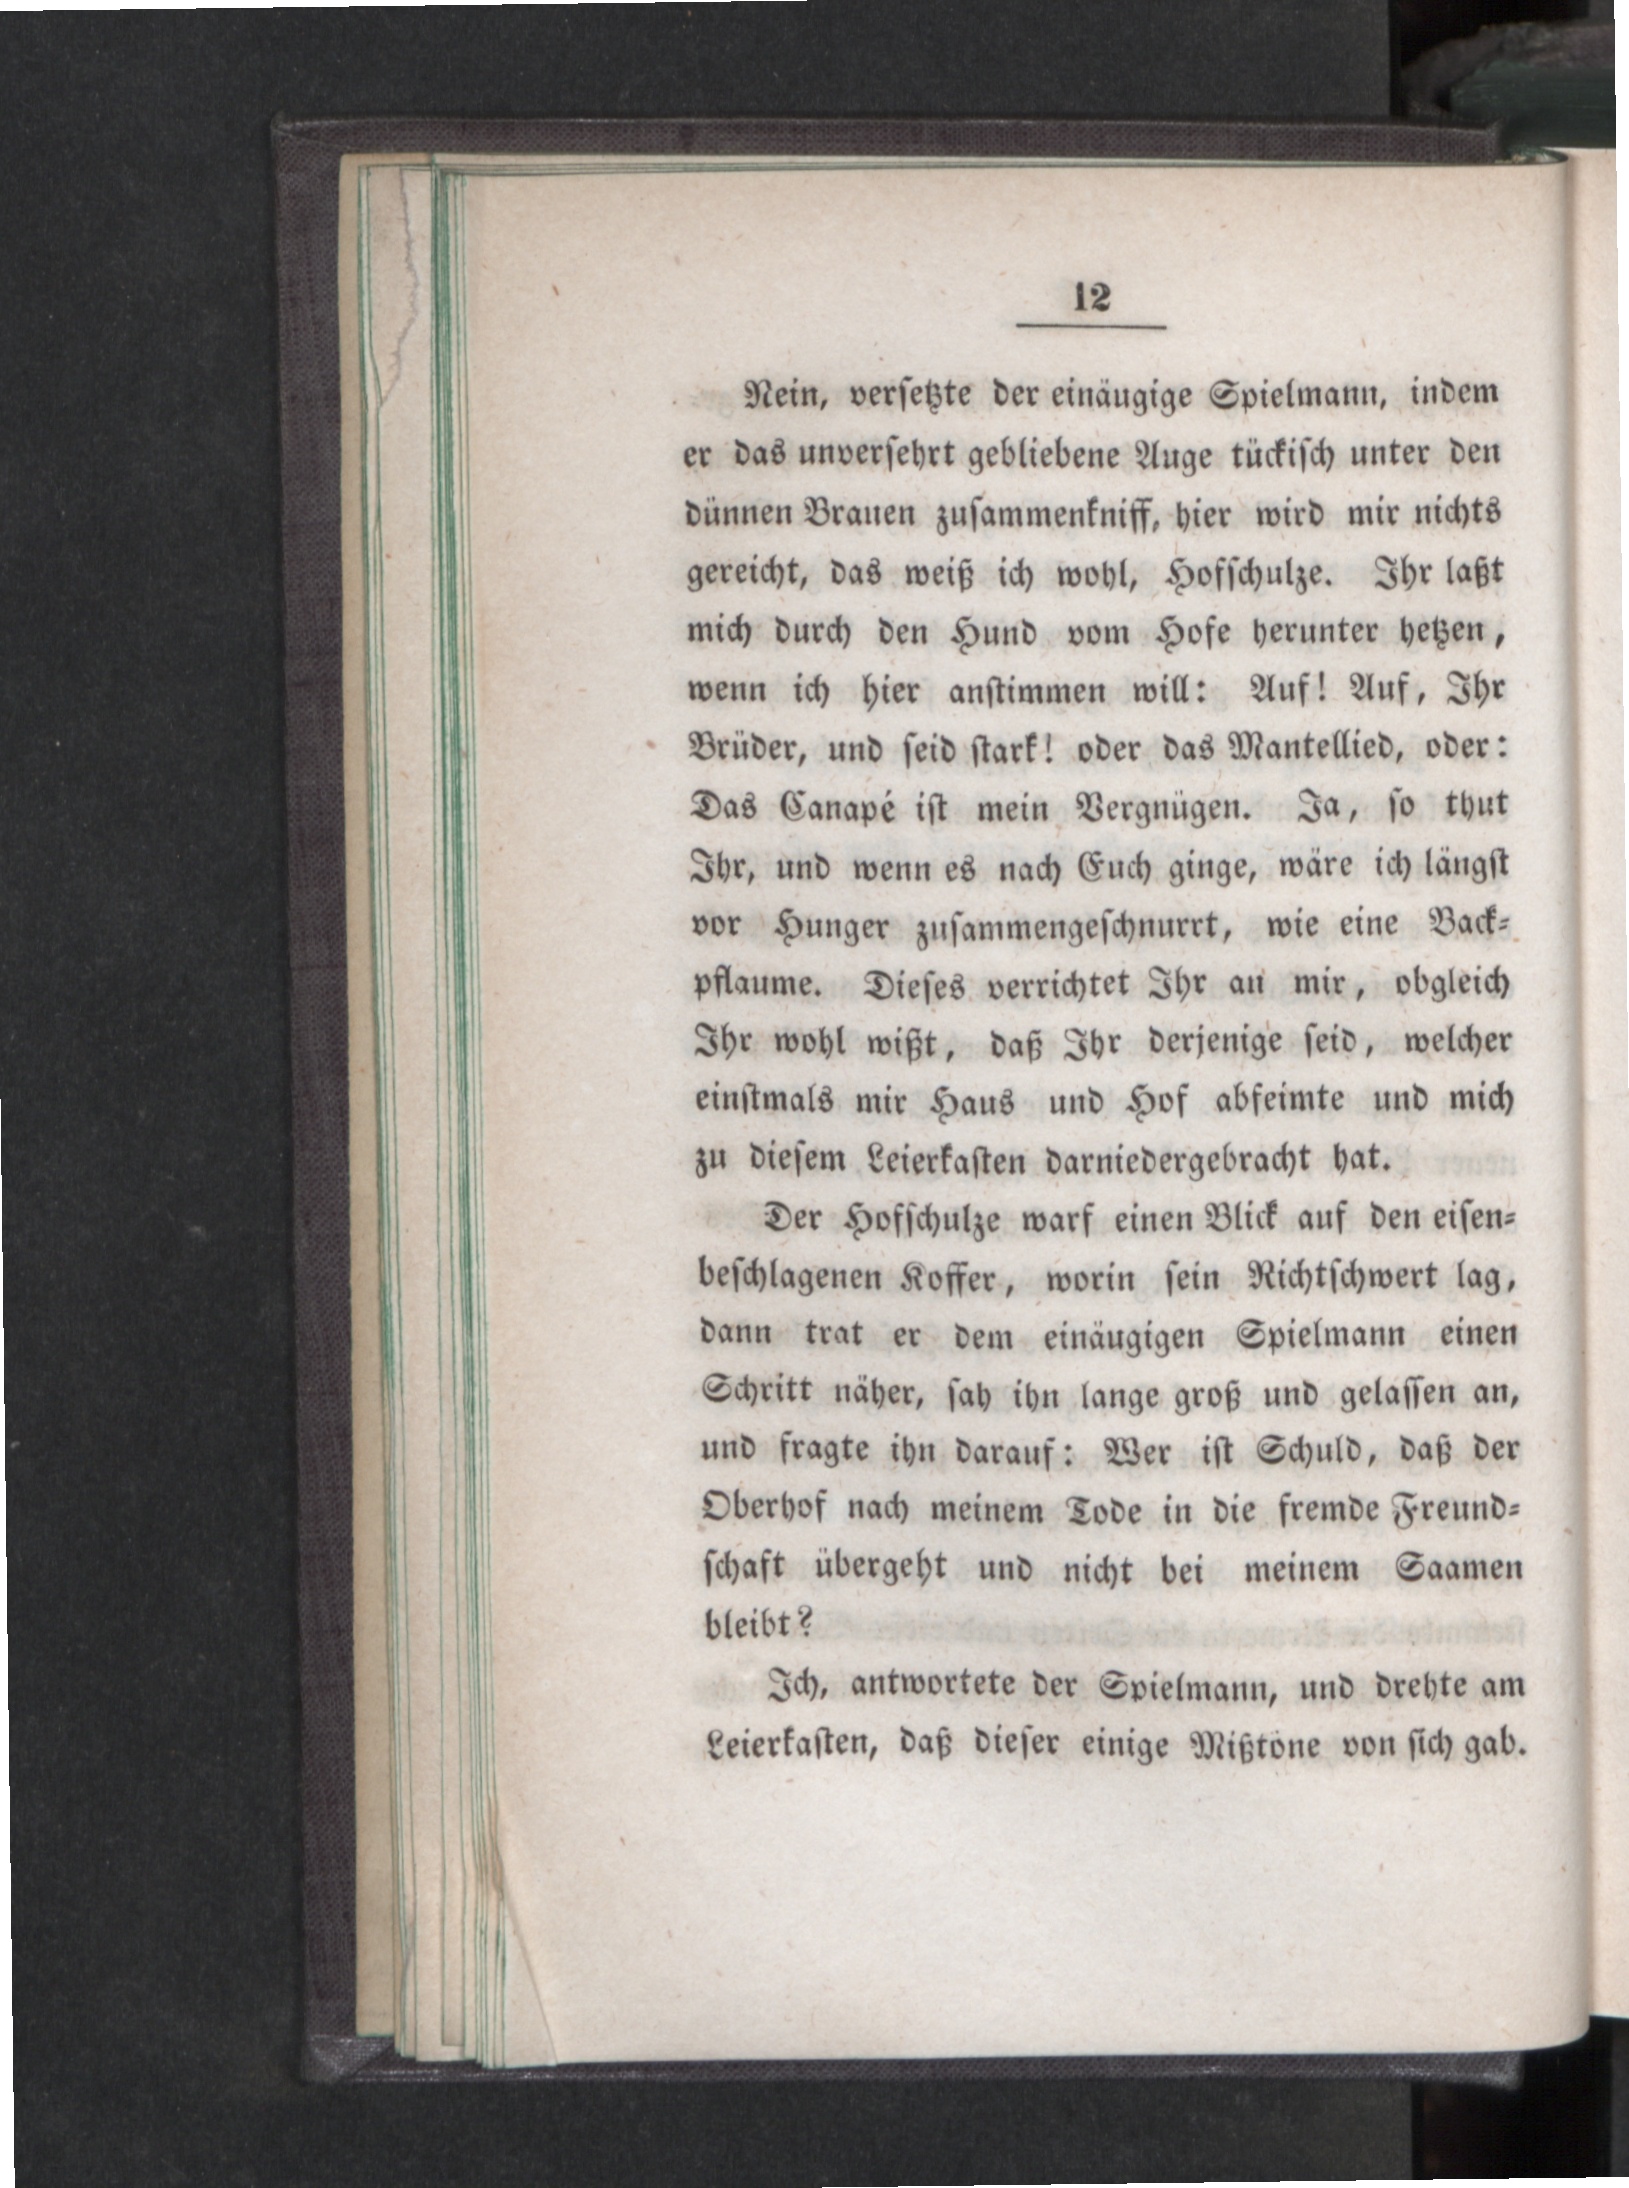 12
Nein, verſetzte der einäugige Spielmann, indem
er das unverſehrt gebliebene Auge tückiſch unter den
dünnen Brauen zuſammenkniff, hier wird mir nichts
gereicht, das weiß ich wohl, Hofſchulze. Ihr laßt
mich durch den Hund vom Hofe herunter hetzen,
wenn ich hier anſtimmen will: Auf! Auf, Ihr
Brüder, und ſeid ſtark! oder das Mantellied, oder:
Das Canapé iſt mein Vergnügen. Ja, ſo thut
Ihr, und wenn es nach Euch ginge, wäre ich längſt
vor Hunger zuſammengeſchnurrt, wie eine Back⸗
pflaume. Dieſes verrichtet Ihr an mir, obgleich
Ihr wohl wißt, daß Ihr derjenige ſeid, welcher
einſtmals mir Haus und Hof abfeimte und mich
zu dieſem Leierkaſten darniedergebracht hat.
Der Hofſchulze warf einen Blick auf den eiſen⸗
beſchlagenen Koffer, worin ſein Richtſchwert lag,
dann trat er dem einäugigen Spielmann einen
Schritt näher, ſah ihn lange groß und gelaſſen an,
und fragte ihn darauf: Wer iſt Schuld, daß der
Oberhof nach meinem Tode in die fremde Freund⸗
ſchaft übergeht und nicht bei meinem Saamen
bleibt?
Ich, antwortete der Spielmann, und drehte am
Leierkaſten, daß dieſer einige Mißtöne von ſich gab.